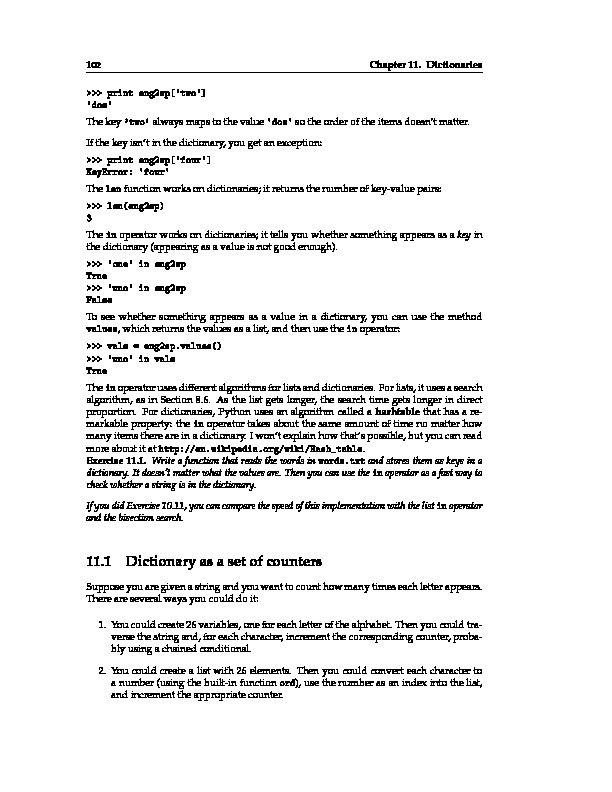 102 Chapter 11. Dictionaries
>>> print eng2sp['two']
'dos'
The key 'two' always maps to the value 'dos' so the order of the items doesn't matter.
If the key isn't in the dictionary, you get an exception:
>>> print eng2sp['four']
KeyError: 'four'
The len function works on dictionaries; it returns the number of key-value pairs:
>>> len(eng2sp)
3
The in operator works on dictionaries; it tells you whether something appears as a key in
the dictionary (appearing as a value is not good enough).
>>> 'one' in eng2sp
True
>>> 'uno' in eng2sp
False
To see whether something appears as a value in a dictionary, you can use the method
values, which returns the values as a list, and then use the in operator:
>>> vals = eng2sp.values()
>>> 'uno' in vals
True
The in operator uses different algorithms for lists and dictionaries. For lists, it uses a search
algorithm, as in Section 8.6. As the list gets longer, the search time gets longer in direct
proportion. For dictionaries, Python uses an algorithm called a hashtable that has a re-
markable property: the in operator takes about the same amount of time no matter how
many items there are in a dictionary. I won't explain how that's possible, but you can read
more about it at http://en.wikipedia.org/wiki/Hash_table.
Exercise 11.1. Write a function that reads the words in words.txt and stores them as keys in a
dictionary. It doesn't matter what the values are. Then you can use the in operator as a fast way to
check whether a string is in the dictionary.
If you did Exercise 10.11, you can compare the speed of this implementation with the list in operator
and the bisection search.
11.1 Dictionary as a set of counters
Suppose you are given a string and you want to count how many times each letter appears.
There are several ways you could do it:
1. You could create 26 variables, one for each letter of the alphabet. Then you could tra-
verse the string and, for each character, increment the corresponding counter, proba-
bly using a chained conditional.
2. You could create a list with 26 elements. Then you could convert each character to
a number (using the built-in function ord), use the number as an index into the list,
and increment the appropriate counter.